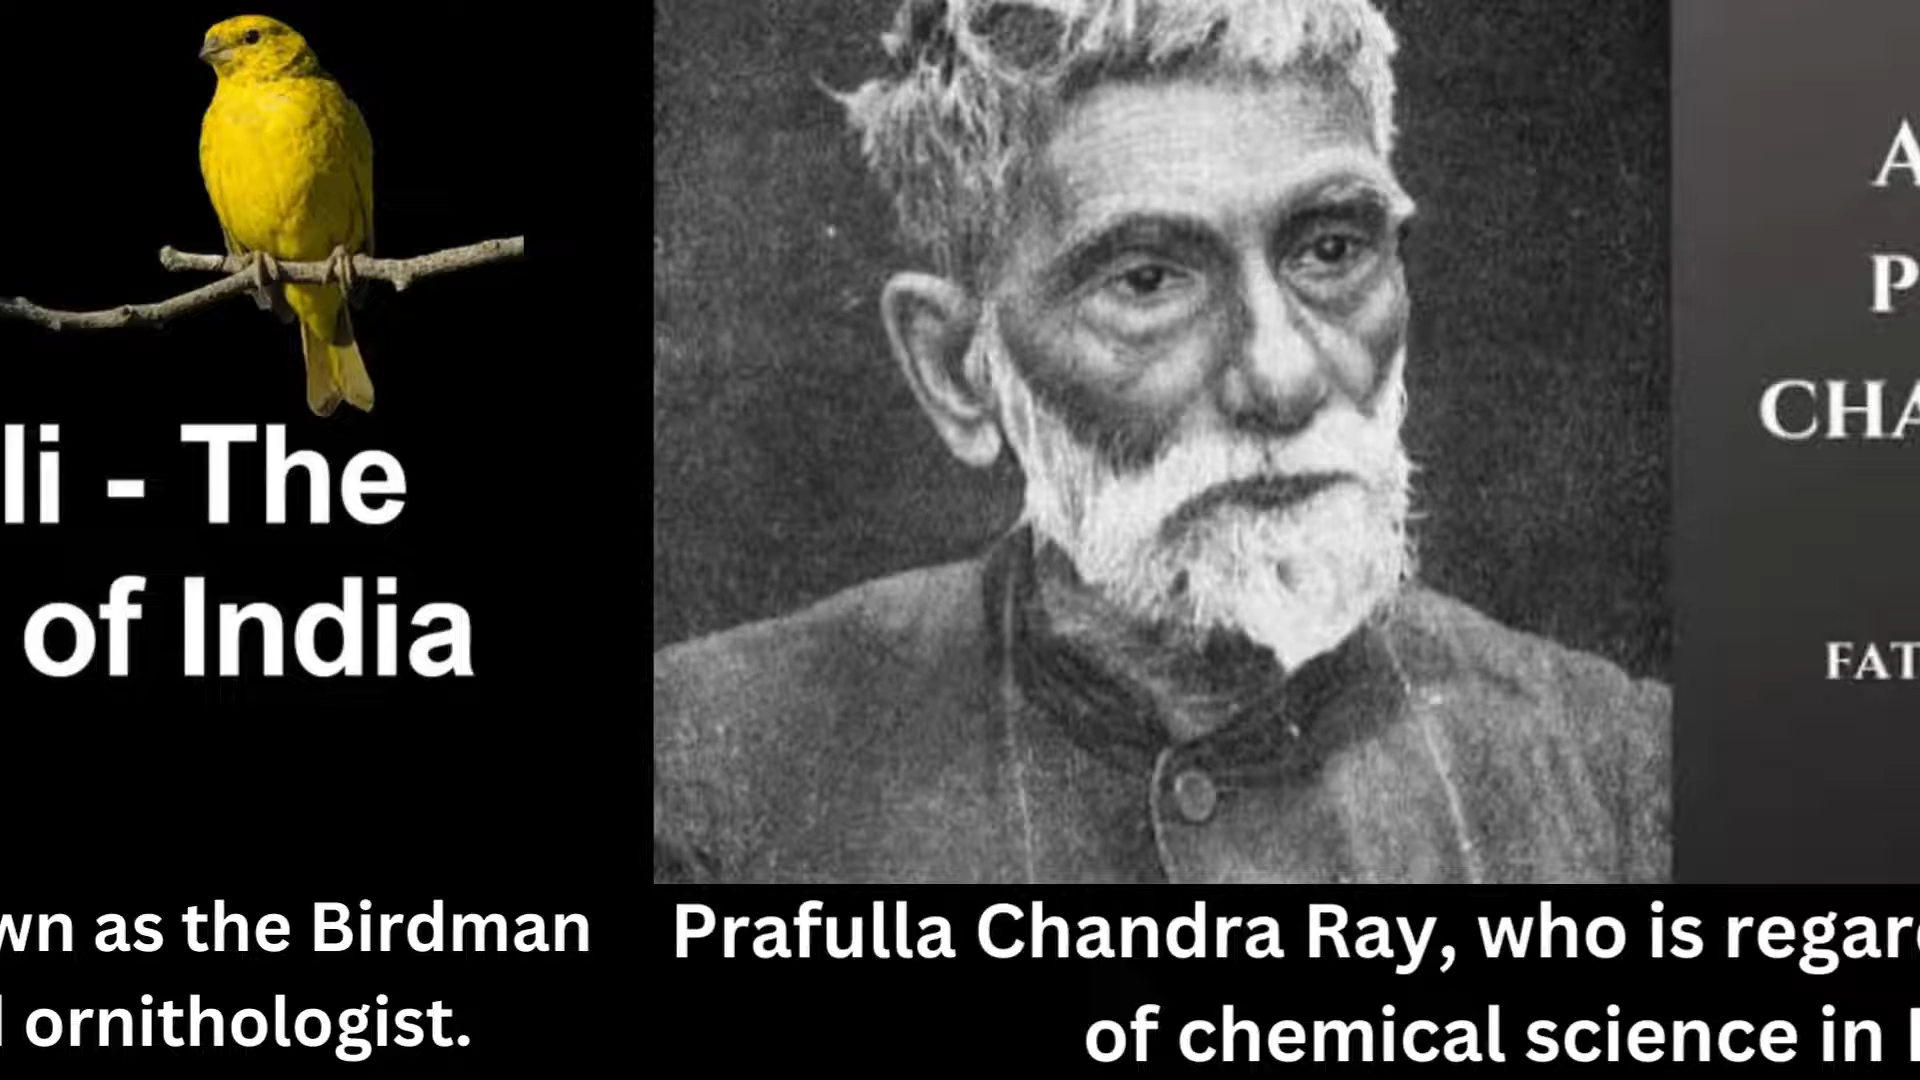 li - The
of India
wn as the Birdman
ornithologist.
A
P
CHA
FAT
Prafulla Chandra Ray, who is regar
of chemical science in